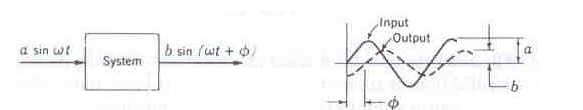 a sin ωt
System
b sin (ωt + ϕ)
Input
Output
a
b
ϕ